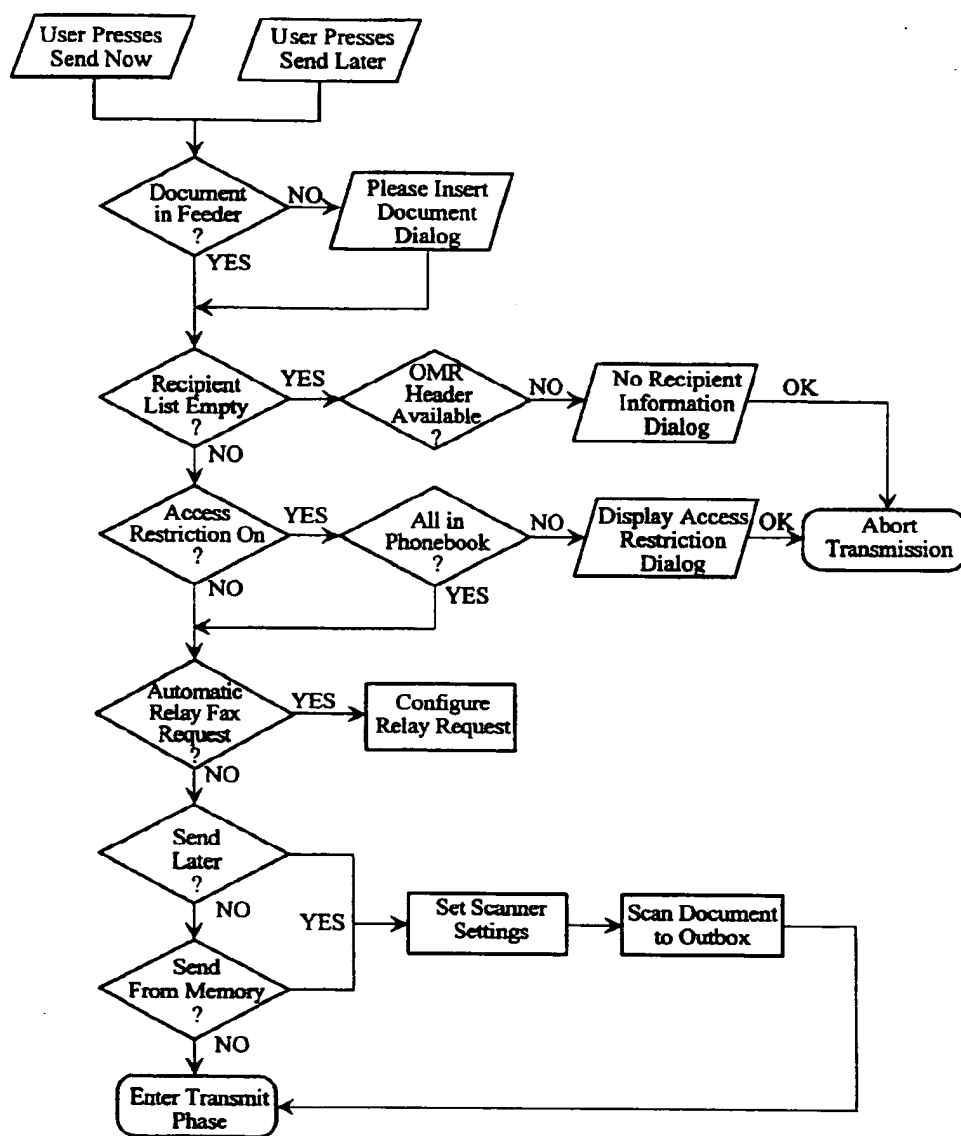 User Presses
Send Now
User Presses
Send Later
Document
in Feeder
?
NO
Please Insert
Document
Dialog
YES
Recipient
List Empty
?
YES
OMR
Header
Available
?
NO
No Recipient
Information
Dialog
OK
NO
Access
Restriction On
?
YES
All in
Phonebook
?
NO
Display Access
Restriction
Dialog
OK
Abort
Transmission
NO
YES
Automatic
Relay Fax
Request
?
YES
Configure
Relay Request
NO
Send
Later
?
NO
YES
Set Scanner
Settings
Scan Document
to Outbox
Send
From Memory
?
NO
Enter Transmit
Phase